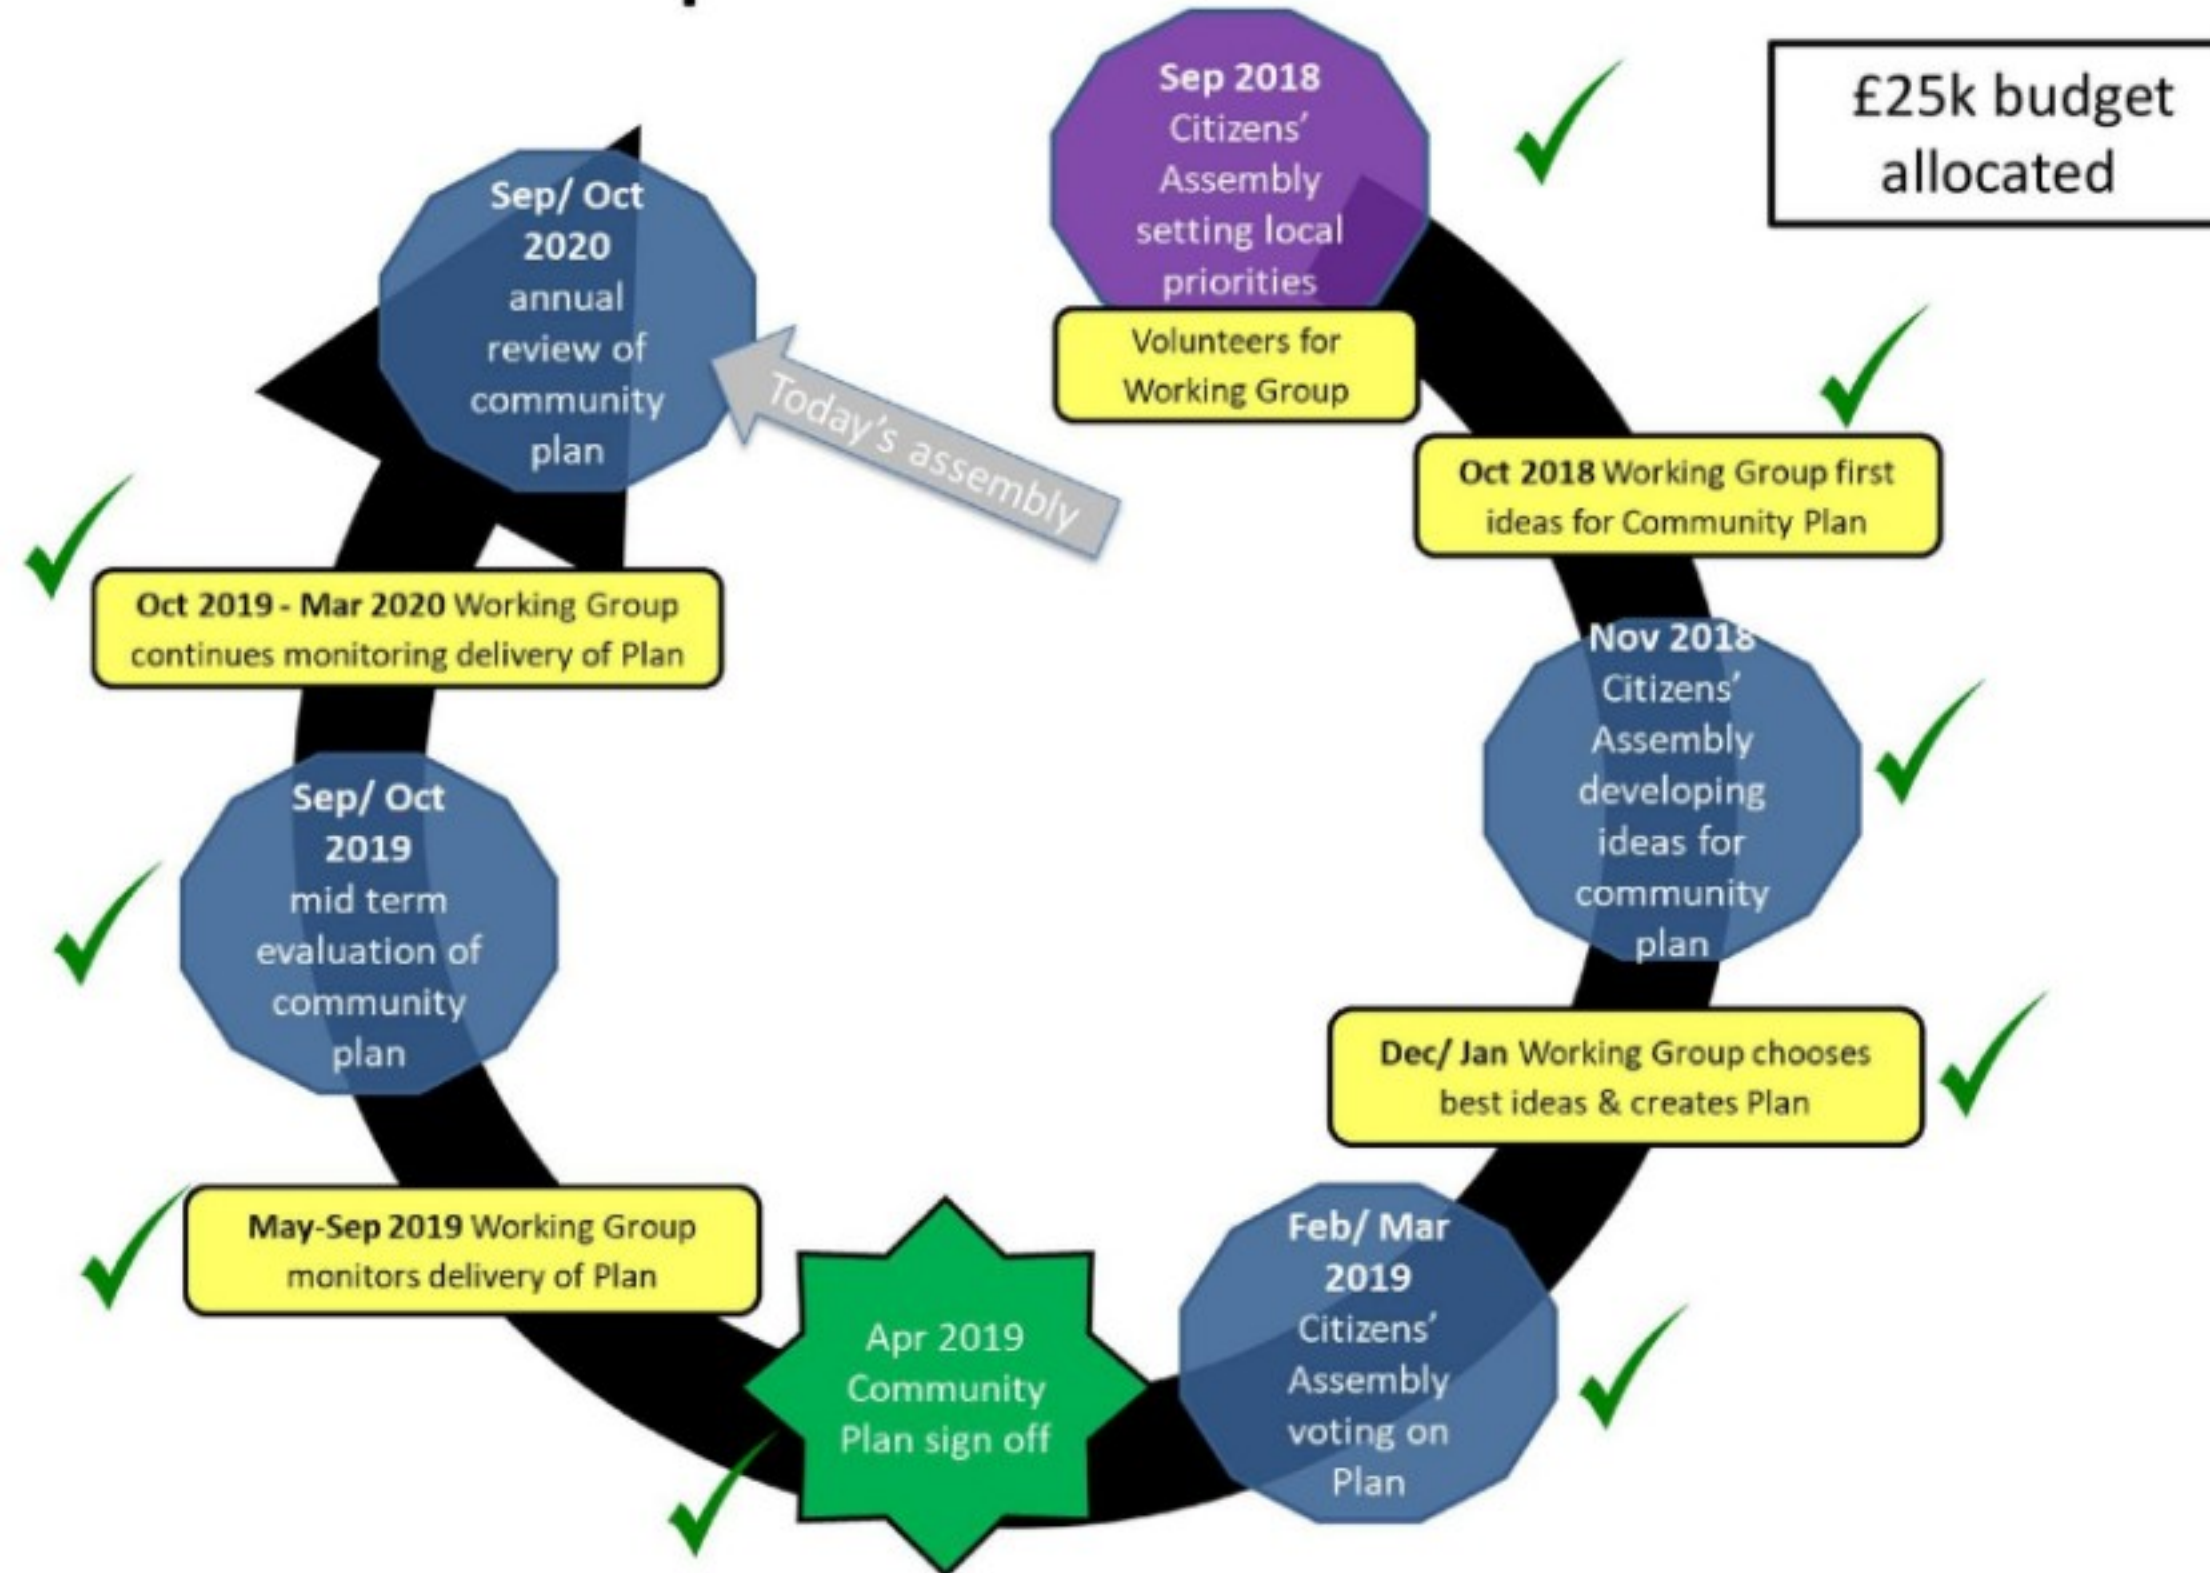 Sep 2018
Citizens’
Assembly
setting local
priorities
Volunteers for
Working Group
£25k budget
allocated
Oct 2018 Working Group first
ideas for Community Plan
Nov 2018
Citizens’
Assembly
developing
ideas for
community
plan
Dec/ Jan Working Group chooses
best ideas & creates Plan
Feb/ Mar
2019
Citizens’
Assembly
voting on
Plan
Apr 2019
Community
Plan sign off
May-Sep 2019 Working Group
monitors delivery of Plan
Sep/ Oct
2019
mid term
evaluation of
community
plan
Oct 2019 - Mar 2020 Working Group
continues monitoring delivery of Plan
Sep/ Oct
2020
annual
review of
community
plan
Today’s assembly